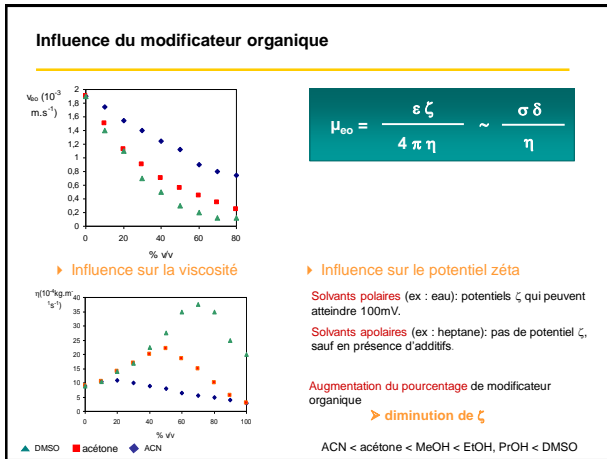 Influence du modificateur organique
v_eo (10⁻³
m.s⁻¹)
2
1,8
1,6
1,4
1,2
1
0,8
0,6
0,4
0,2
0
0 20 40 60 80
% v/v
μ_eo = ε ζ / 4 π η ~ σ δ / η
Influence sur la viscosité
η(10⁻⁴kg.m⁻
¹s⁻¹)
40
35
30
25
20
15
10
5
0
0 20 40 60 80 100
% v/v
DMSO acétone ACN
Influence sur le potentiel zéta
Solvants polaires (ex : eau): potentiels ζ qui peuvent
atteindre 100mV.
Solvants apolaires (ex : heptane): pas de potentiel ζ,
sauf en présence d'additifs.
Augmentation du pourcentage de modificateur
organique
➤ diminution de ζ
ACN < acétone < MeOH < EtOH, PrOH < DMSO